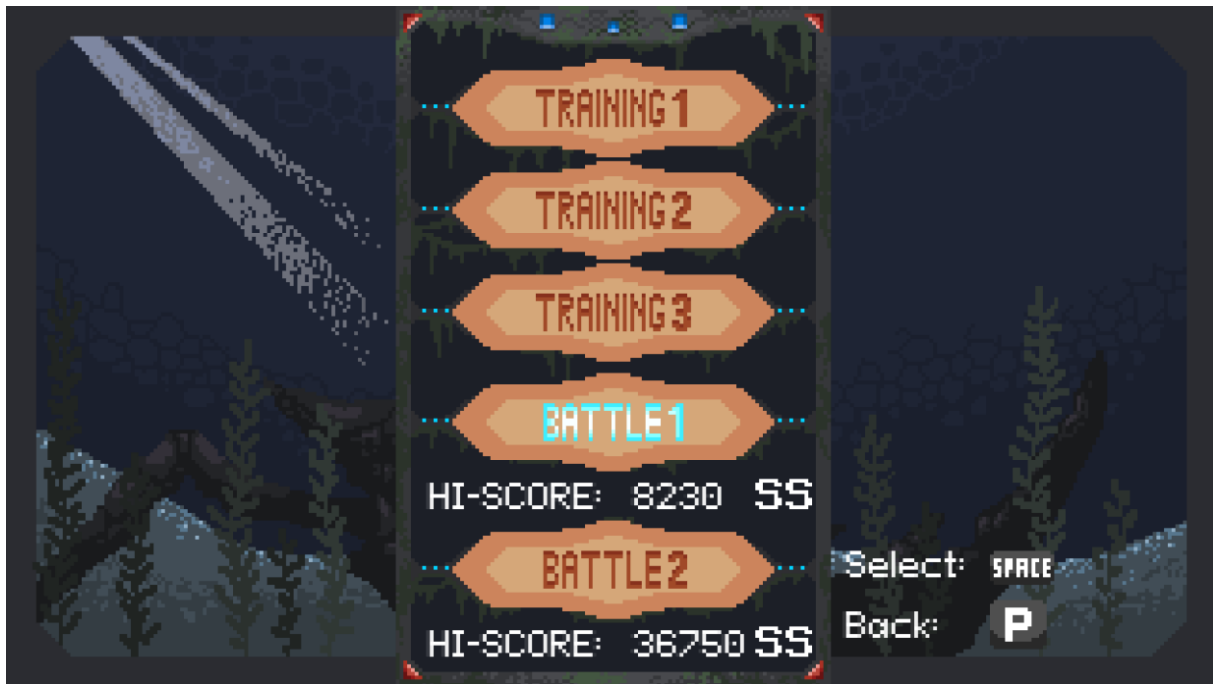 TRAINING 1
TRAINING 2
TRAINING 3
BATTLE 1
HI-SCORE: 8230 SS
BATTLE 2
HI-SCORE: 36750 SS
Select: SPACE
Back: P